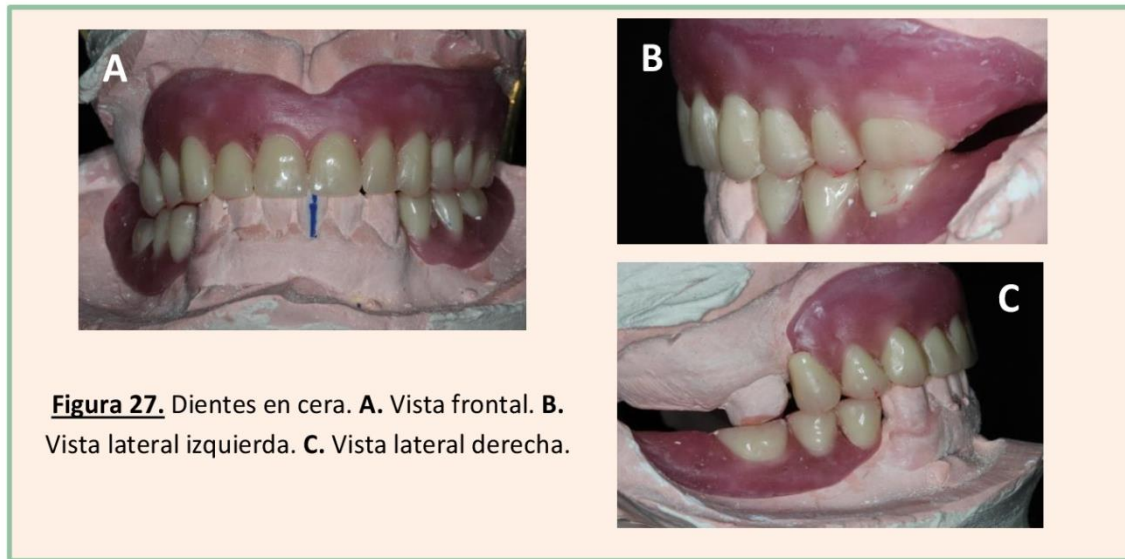 A
B
C
Figura 27. Dientes en cera. A. Vista frontal. B.
Vista lateral izquierda. C. Vista lateral derecha.